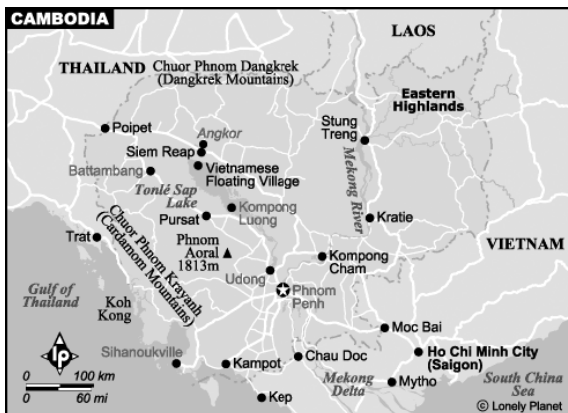 CAMBODIA
LAOS
THAILAND
Chuor Phnom Dangkrek
(Dangkrek Mountains)
Eastern
Highlands
Poipet
Angkor
Stung
Treng
Siem Reap
Battambang
Vietnamese
Floating Village
Mekong River
Tonlé Sap
Lake
Kompong
Luong
Pursat
Kratie
Trat
Chuor Phnom Krayanh
(Cardamom Mountains)
Phnom
Aoral
1813m
VIETNAM
Kompong
Cham
Udong
Phnom
Penh
Gulf of
Thailand
Koh
Kong
Moc Bai
Sihanoukville
Kampot
Chau Doc
Ho Chi Minh City
(Saigon)
lp
0 100 km
0 60 mi
Kep
Mekong
Delta
Mytho
South China
Sea
© Lonely Planet